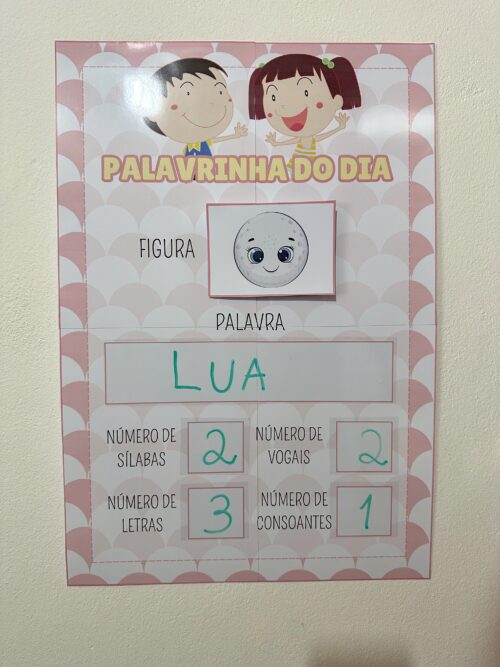 PALAVRINHA DO DIA
FIGURA
PALAVRA
LUA
NÚMERO DE
SÍLABAS
2
NÚMERO DE
VOGAIS
2
NÚMERO DE
LETRAS
3
NÚMERO DE
CONSOANTES
1